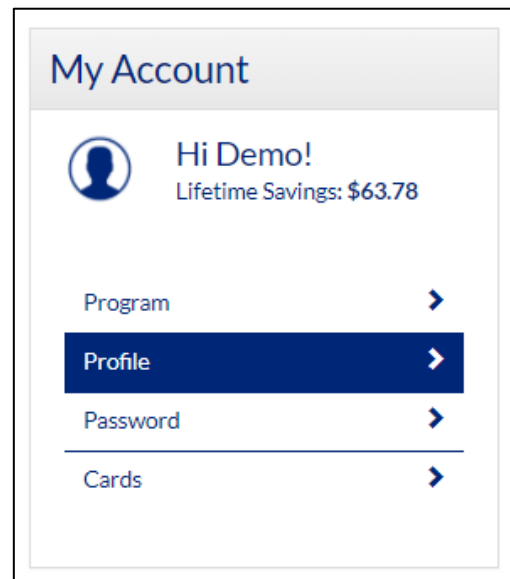 My Account
Hi Demo!
Lifetime Savings: $63.78
Program
Profile
Password
Cards